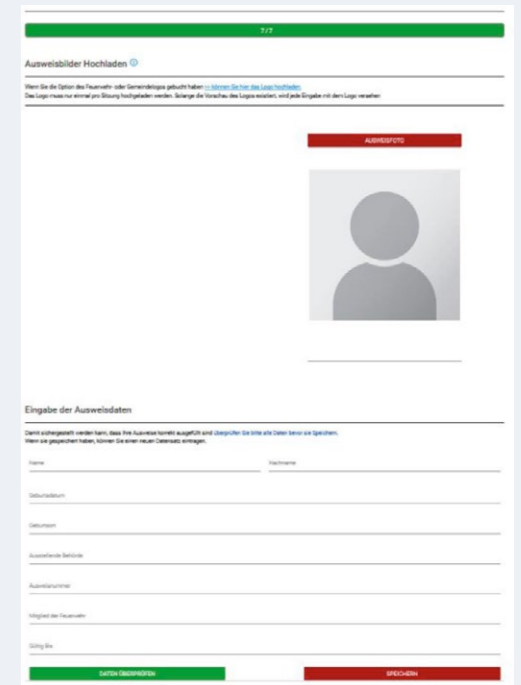 7/7
Ausweisbilder Hochladen
Wenn Sie die Option des Feuerwehr- oder Gemeindelogos gebucht haben >> können Sie hier das Logo hochladen.
Das Logo muss nur einmal pro Sitzung hochgeladen werden. Solange die Vorschau des Logos existiert, wird jede Eingabe mit dem Logo versehen
AUSWEISFOTO
Eingabe der Ausweisdaten
Damit sichergestellt werden kann, dass Ihre Ausweise korrekt ausgefüllt sind überprüfen Sie bitte alle Daten bevor sie Speichern.
Wenn sie gespeichert haben, können Sie einen neuen Datensatz eintragen.
Name
Nachname
Geburtsdatum
Geburtsort
Ausstellende Behörde
Ausweisnummer
Mitglied der Feuerwehr
Gültig Bis
DATEN ÜBERPRÜFEN
SPEICHERN